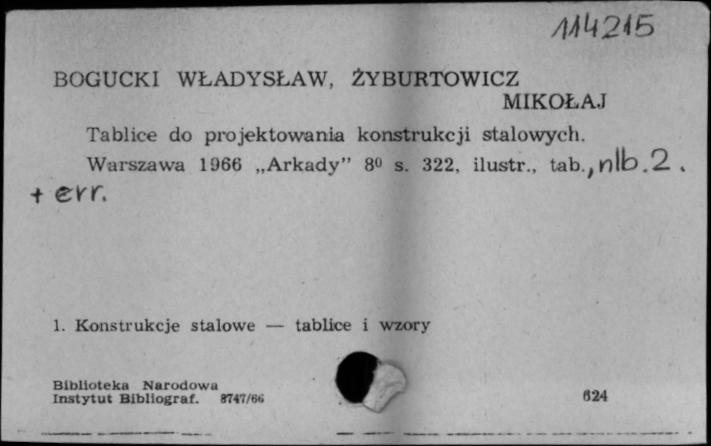 114215
BOGUCKI WŁADYSŁAW, ŻYBURTOWICZ
MIKOŁAJ
Tablice do projektowania konstrukcji stalowych.
Warszawa 1966 „Arkady” 8⁰ s. 322, ilustr., tab., nlb. 2.
+ err.
1. Konstrukcje stalowe — tablice i wzory
Biblioteka Narodowa
Instytut Bibliograf. 8747/66
624